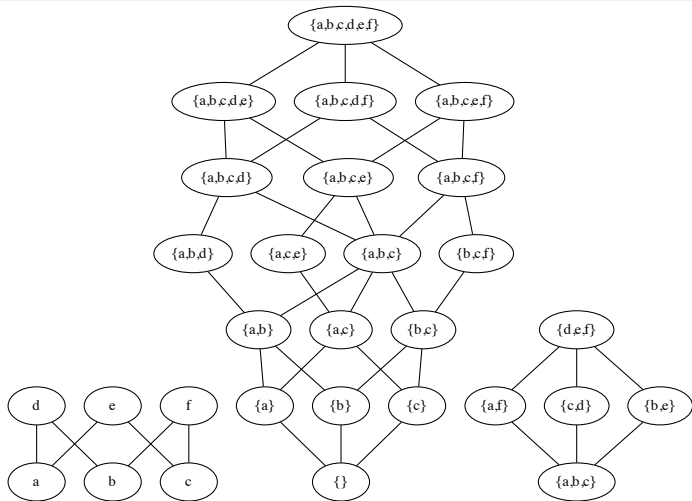 {a,b,c,d,e,f}
{a,b,c,d,e} {a,b,c,d,f} {a,b,c,e,f}
{a,b,c,d} {a,b,c,e} {a,b,c,f}
{a,b,d} {a,c,e} {a,b,c} {b,c,f}
{a,b} {a,c} {b,c} {d,e,f}
d e f {a} {b} {c} {a,f} {c,d} {b,e}
a b c {} {a,b,c}